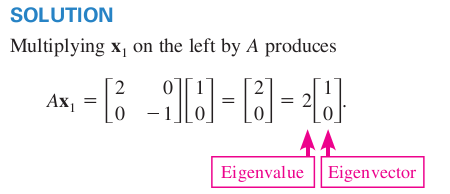 SOLUTION
Multiplying x₁ on the left by A produces
Ax₁ = [2 0; 0 −1][1; 0] = [2; 0] = 2[1; 0].
Eigenvalue Eigenvector